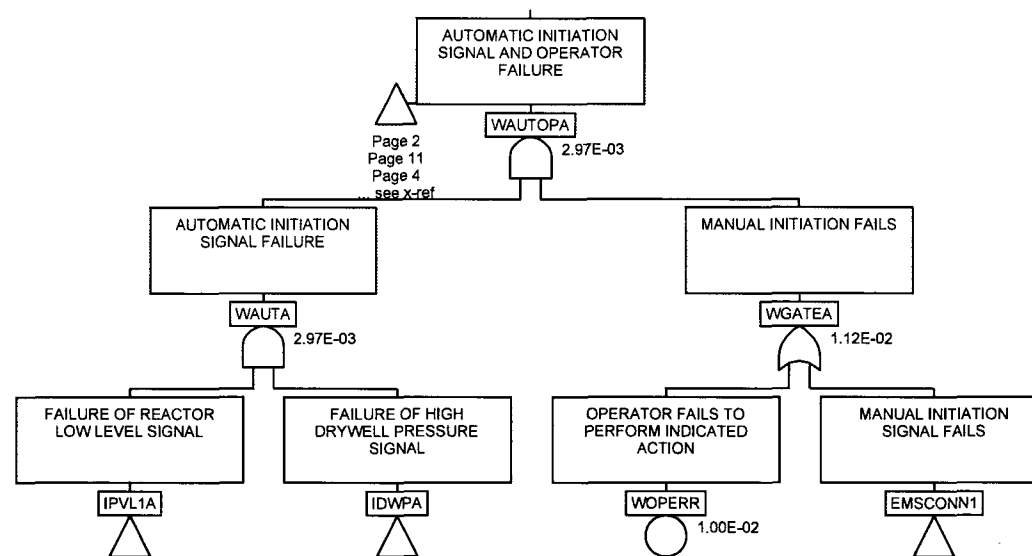 AUTOMATIC INITIATION
SIGNAL AND OPERATOR
FAILURE
WAUTOPA
2.97E-03
Page 2
Page 11
Page 4
... see x-ref
AUTOMATIC INITIATION
SIGNAL FAILURE
WAUTA
2.97E-03
MANUAL INITIATION FAILS
WGATEA
1.12E-02
FAILURE OF REACTOR
LOW LEVEL SIGNAL
IPVL1A
FAILURE OF HIGH
DRYWELL PRESSURE
SIGNAL
IDWPA
OPERATOR FAILS TO
PERFORM INDICATED
ACTION
WOPERR
1.00E-02
MANUAL INITIATION
SIGNAL FAILS
EMSCONN1